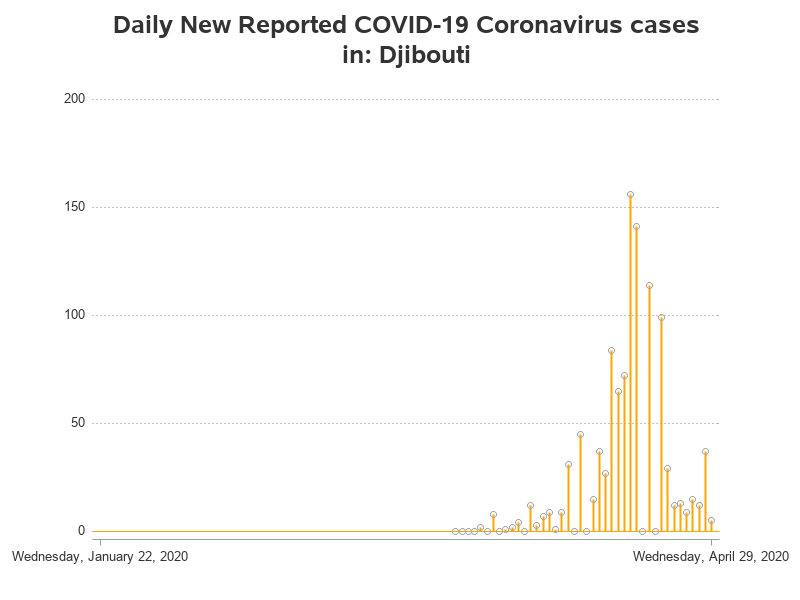 Daily New Reported COVID-19 Coronavirus cases
in: Djibouti
200
150
100
50
0
Wednesday, January 22, 2020
Wednesday, April 29, 2020